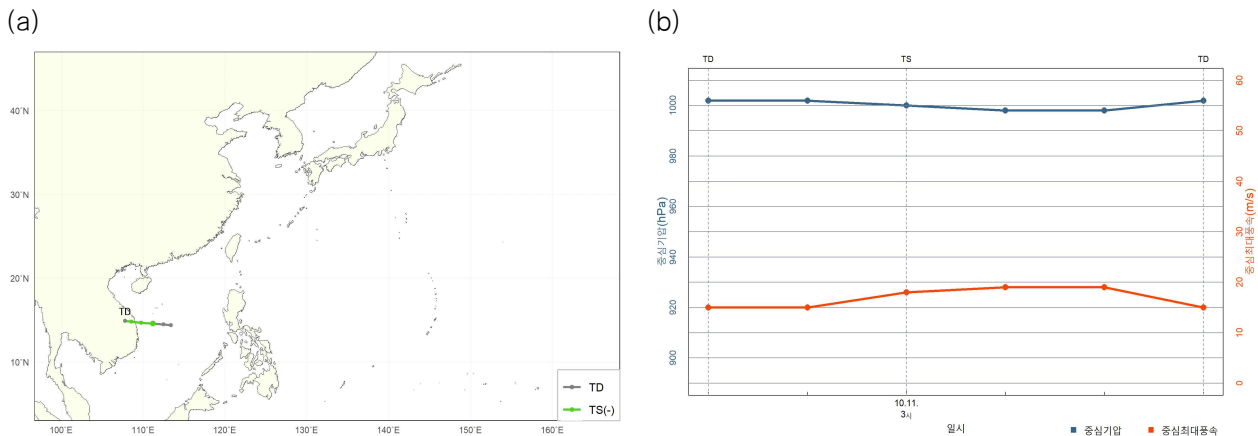 (a)
(b)
40˚N
30˚N
20˚N
10˚N
100˚E
110˚E
120˚E
130˚E
140˚E
150˚E
160˚E
TD
TD
TS(-)
TD
TS
TD
중심기압(hPa)
1000
980
960
940
920
900
중심최대풍속(m/s)
60
50
40
30
20
10
0
10.11.
3시
일시
중심기압
중심최대풍속